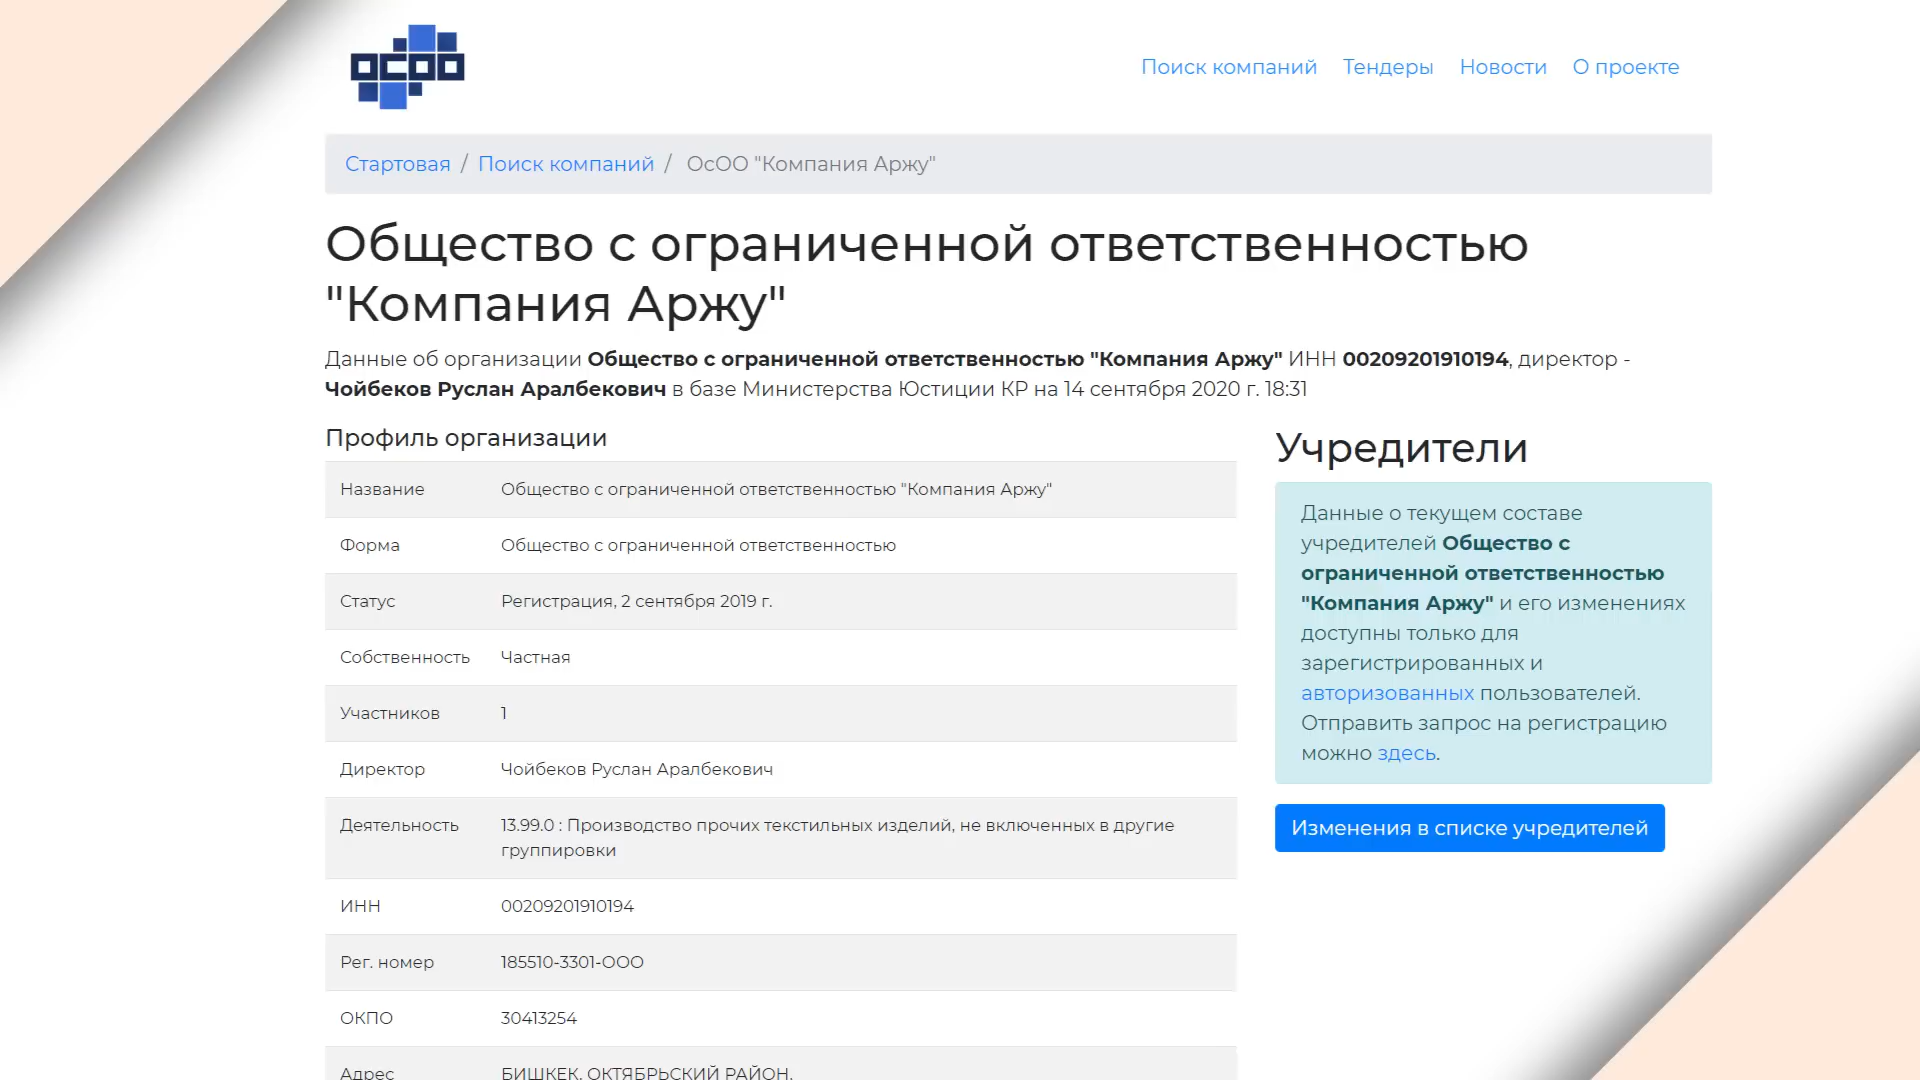 осоо
Поиск компаний Тендеры Новости О проекте
Стартовая / Поиск компаний / ОсОО "Компания Аржу"
Общество с ограниченной ответственностью
"Компания Аржу"
Данные об организации Общество с ограниченной ответственностью "Компания Аржу" ИНН 00209201910194, директор -
Чойбеков Руслан Аралбекович в базе Министерства Юстиции КР на 14 сентября 2020 г. 18:31
Профиль организации
Название Общество с ограниченной ответственностью "Компания Аржу"
Форма Общество с ограниченной ответственностью
Статус Регистрация, 2 сентября 2019 г.
Собственность Частная
Участников 1
Директор Чойбеков Руслан Аралбекович
Деятельность 13.99.0 : Производство прочих текстильных изделий, не включенных в другие
группировки
ИНН 00209201910194
Рег. номер 185510-3301-ООО
ОКПО 30413254
Адрес БИШКЕК, ОКТЯБРЬСКИЙ РАЙОН,
Учредители
Данные о текущем составе
учредителей Общество с
ограниченной ответственностью
"Компания Аржу" и его изменениях
доступны только для
зарегистрированных и
авторизованных пользователей.
Отправить запрос на регистрацию
можно здесь.
Изменения в списке учредителей